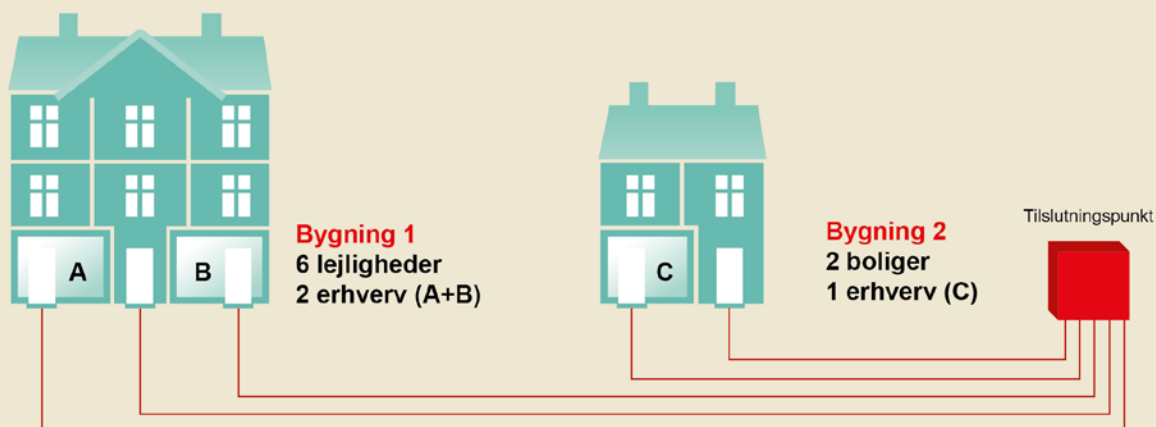 A
B
Bygning 1
6 lejligheder
2 erhverv (A+B)
C
Bygning 2
2 boliger
1 erhverv (C)
Tilslutningspunkt